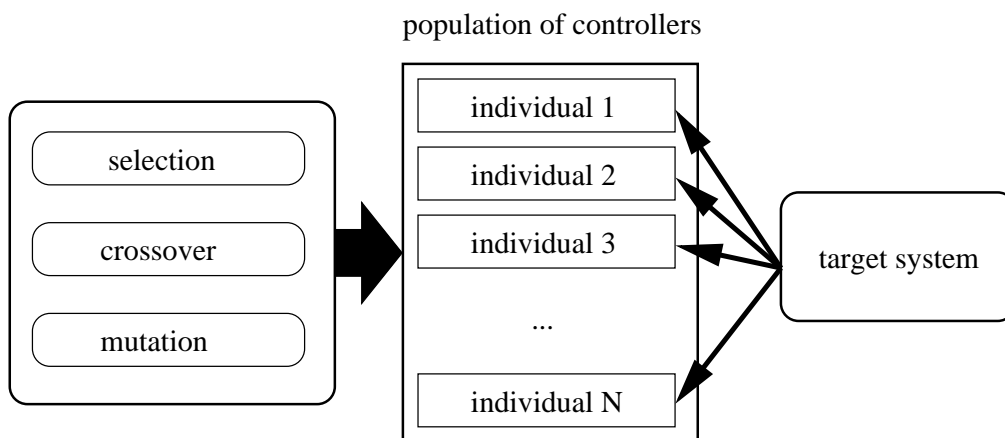 population of controllers
selection
crossover
mutation
individual 1
individual 2
individual 3
...
individual N
target system